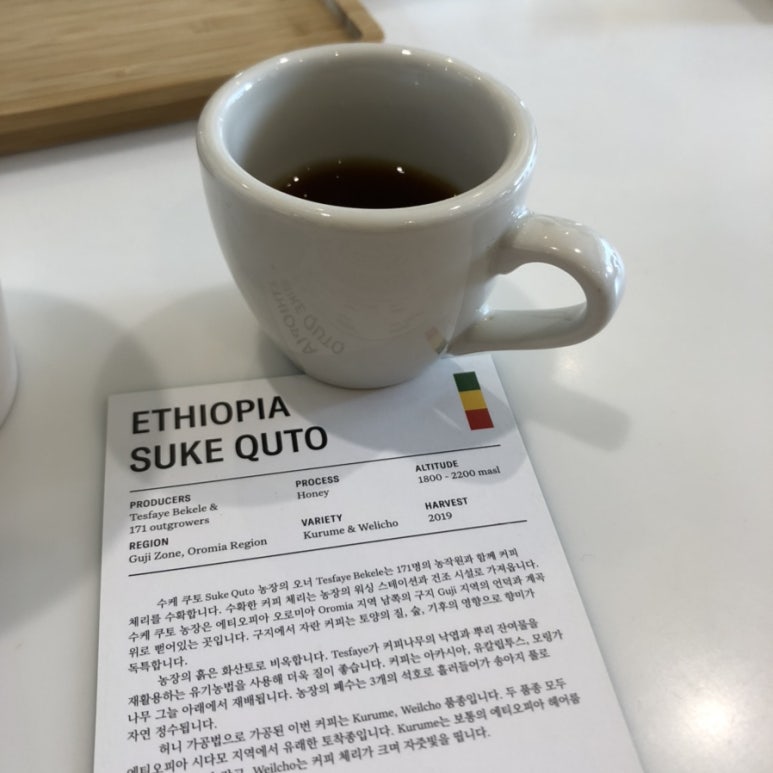 ETHIOPIA
SUKE QUTO
PRODUCERS
Tesfaye Bekele &
171 outgrowers
PROCESS
Honey
ALTITUDE
1800 - 2200 masl
REGION
Guji Zone, Oromia Region
VARIETY
Kurume & Welicho
HARVEST
2019
수케 쿠토 Suke Quto 농장의 오너 Tesfaye Bekele는 171명의 농작원과 함께 커피
체리를 수확합니다. 수확한 커피 체리는 농장의 워싱 스테이션과 건조 시설로 가져옵니다.
수케 쿠토 농장은 에티오피아 오로미아 Oromia 지역 남쪽의 구지 Guji 지역의 언덕과 계곡
위로 뻗어있는 곳입니다. 구지에서 자란 커피는 토양의 질, 숲, 기후의 영향으로 향미가
독특합니다.
농장의 흙은 화산토로 비옥합니다. Tesfaye가 커피나무의 낙엽과 뿌리 잔여물을
재활용하는 유기농법을 사용해 더욱 질이 좋습니다. 커피는 아카시아, 유칼립투스, 모링가
나무 그늘 아래에서 재배됩니다. 농장의 폐수는 3개의 석호로 흘러들어가 송아지 풀로
자연 정수됩니다.
허니 가공법으로 가공된 이번 커피는 Kurume, Weilcho 품종입니다. 두 품종 모두
에티오피아 시다모 지역에서 유래한 토착종입니다. Kurume는 보통의 에티오피아 에어룸
Weilcho는 커피 체리가 크며 자줏빛을 띕니다.